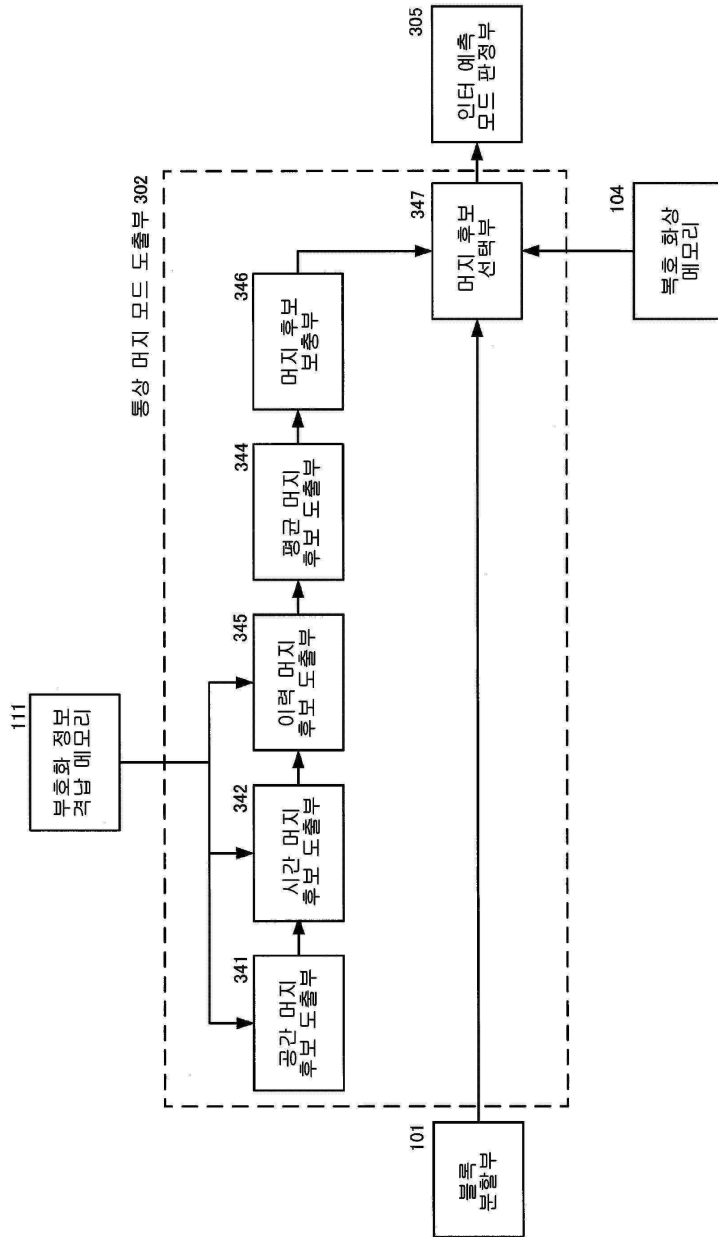 111
부호화 정보
격납 메모리
통상 머지 모드 도출부 302
341
공간 머지
후보 도출부
342
시간 머지
후보 도출부
345
이력 머지
후보 도출부
344
평균 머지
후보 도출부
346
머지 후보
보충부
101
블록
분할부
347
머지 후보
선택부
305
인터 예측
모드 판정부
104
복호 화상
메모리